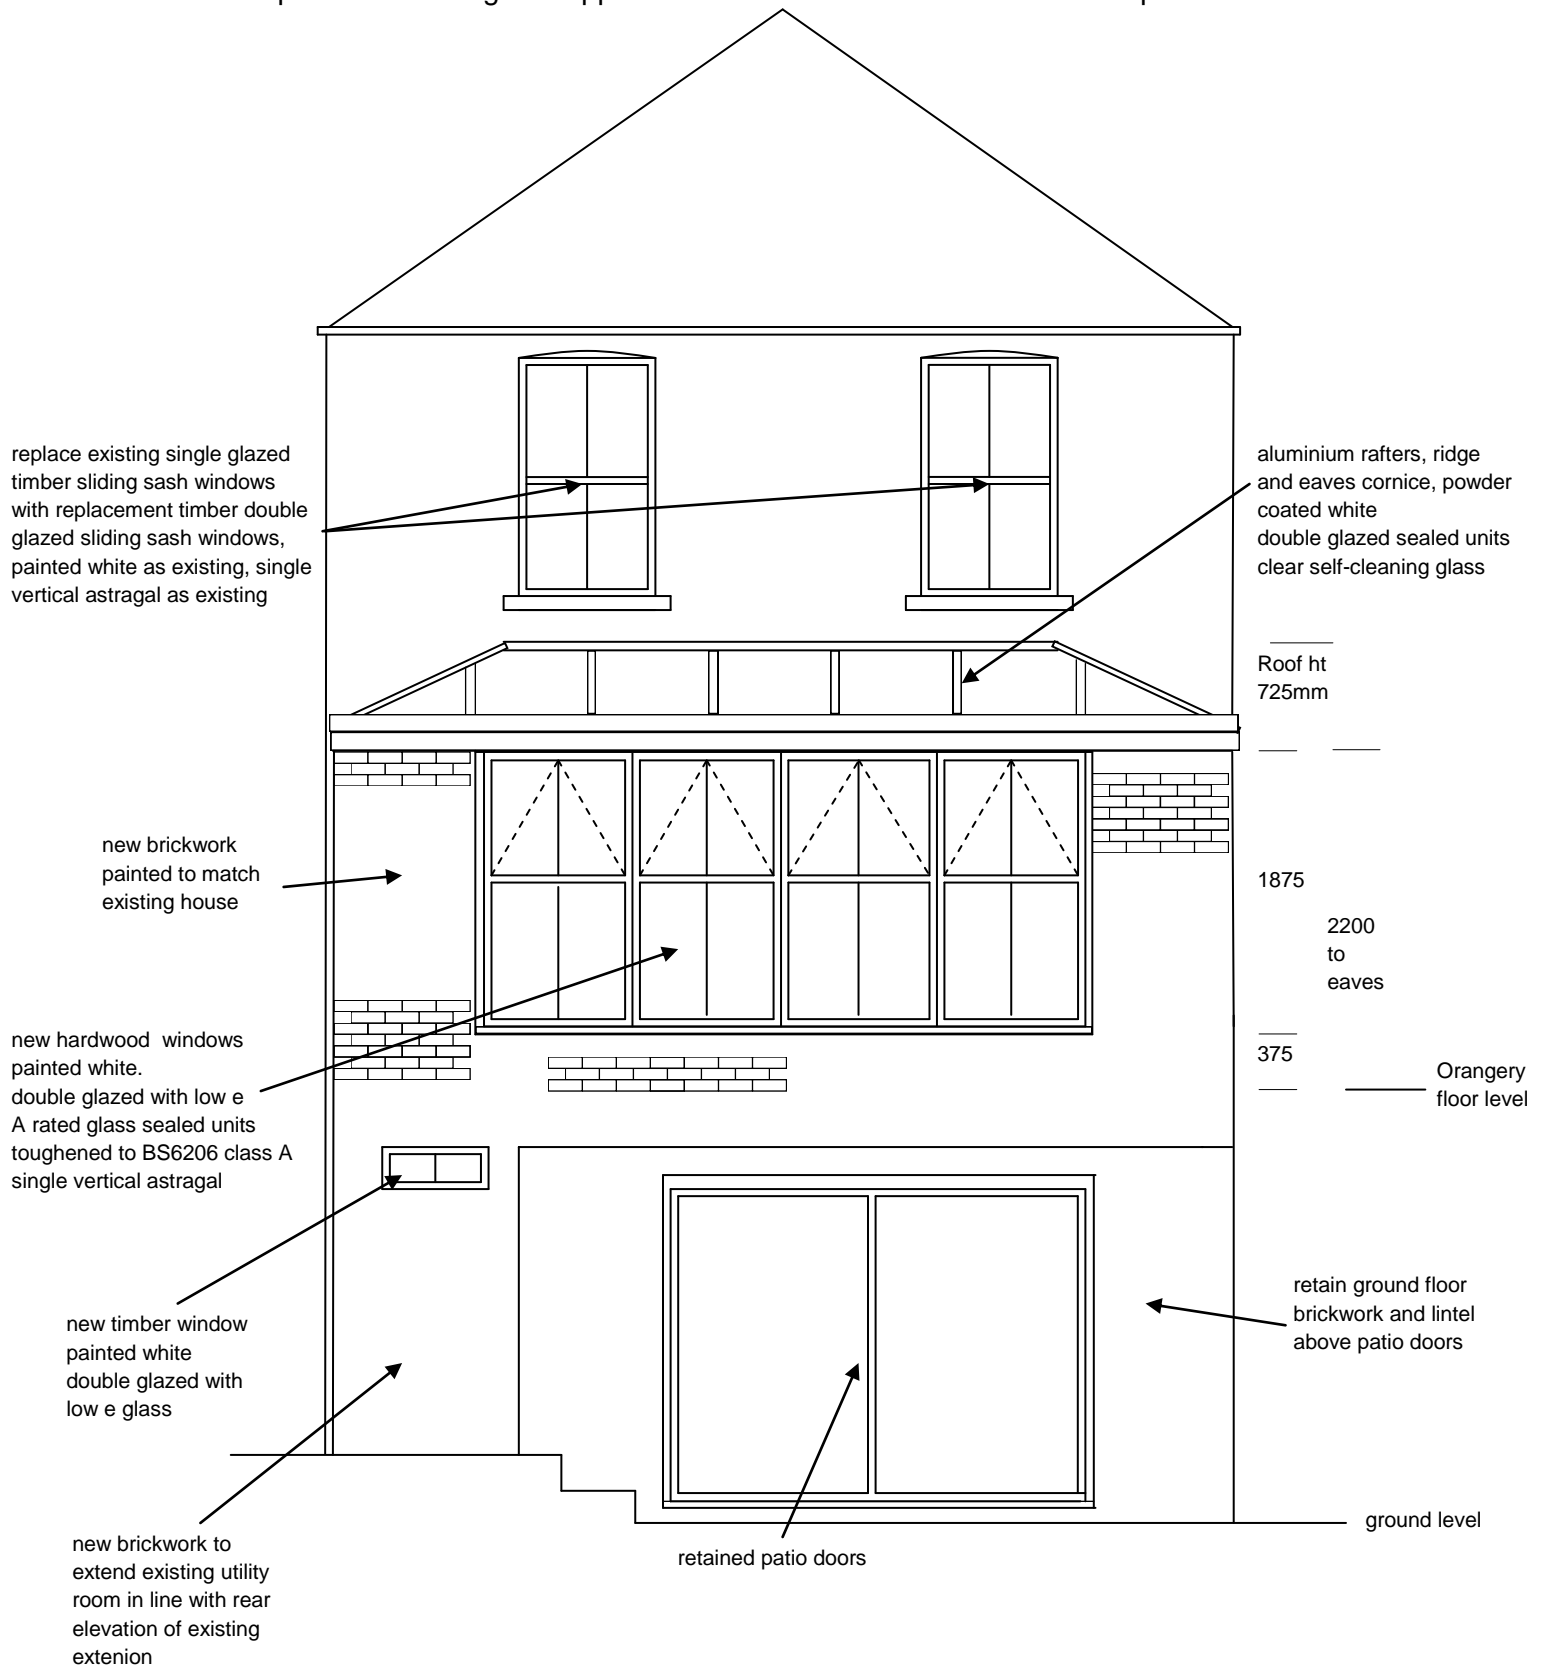 replace existing single glazed
timber sliding sash windows
with replacement timber double
glazed sliding sash windows,
painted white as existing, single
vertical astragal as existing
aluminium rafters, ridge
and eaves cornice, powder
coated white
double glazed sealed units
clear self-cleaning glass
Roof ht
725mm
new brickwork
painted to match
existing house
1875
2200
to
eaves
new hardwood windows
painted white.
double glazed with low e
A rated glass sealed units
toughened to BS6206 class A
single vertical astragal
375
Orangery
floor level
new timber window
painted white
double glazed with
low e glass
retain ground floor
brickwork and lintel
above patio doors
ground level
new brickwork to
extend existing utility
room in line with rear
elevation of existing
extenion
retained patio doors